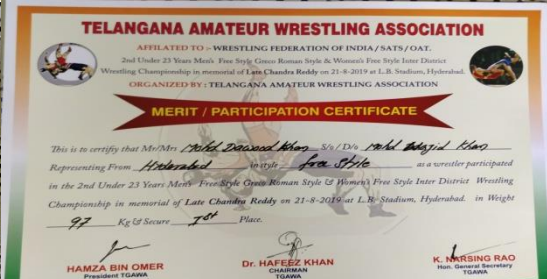 TELANGANA AMATEUR WRESTLING ASSOCIATION
AFFILATED TO :- WRESTLING FEDERATION OF INDIA / SATS / OAT.
2nd Under 23 Years Men's Free Style Greco Roman Style & Women's Free Style Inter District
Wrestling Championship in memorial of Late Chandra Reddy on 21-8-2019 at L.B. Stadium, Hyderabad.
ORGANIZED BY : TELANGANA AMATEUR WRESTLING ASSOCIATION
MERIT / PARTICIPATION CERTIFICATE
This is to certify that Mr/Mrs Mohd Dawood Khan S/o / D/o Mohd Wajid Khan
Representing From Hyderabad in style free Style as a wrestler participated
in the 2nd Under 23 Years Men's Free Style Greco Roman Style & Women's Free Style Inter District Wrestling
Championship in memorial of Late Chandra Reddy on 21-8-2019 at L.B. Stadium, Hyderabad. in Weight
97 Kg & Secure Ist Place.
HAMZA BIN OMER Dr. HAFEEZ KHAN K. NARSING RAO
President TGAWA CHAIRMAN TGAWA Hon. General Secretary TGAWA